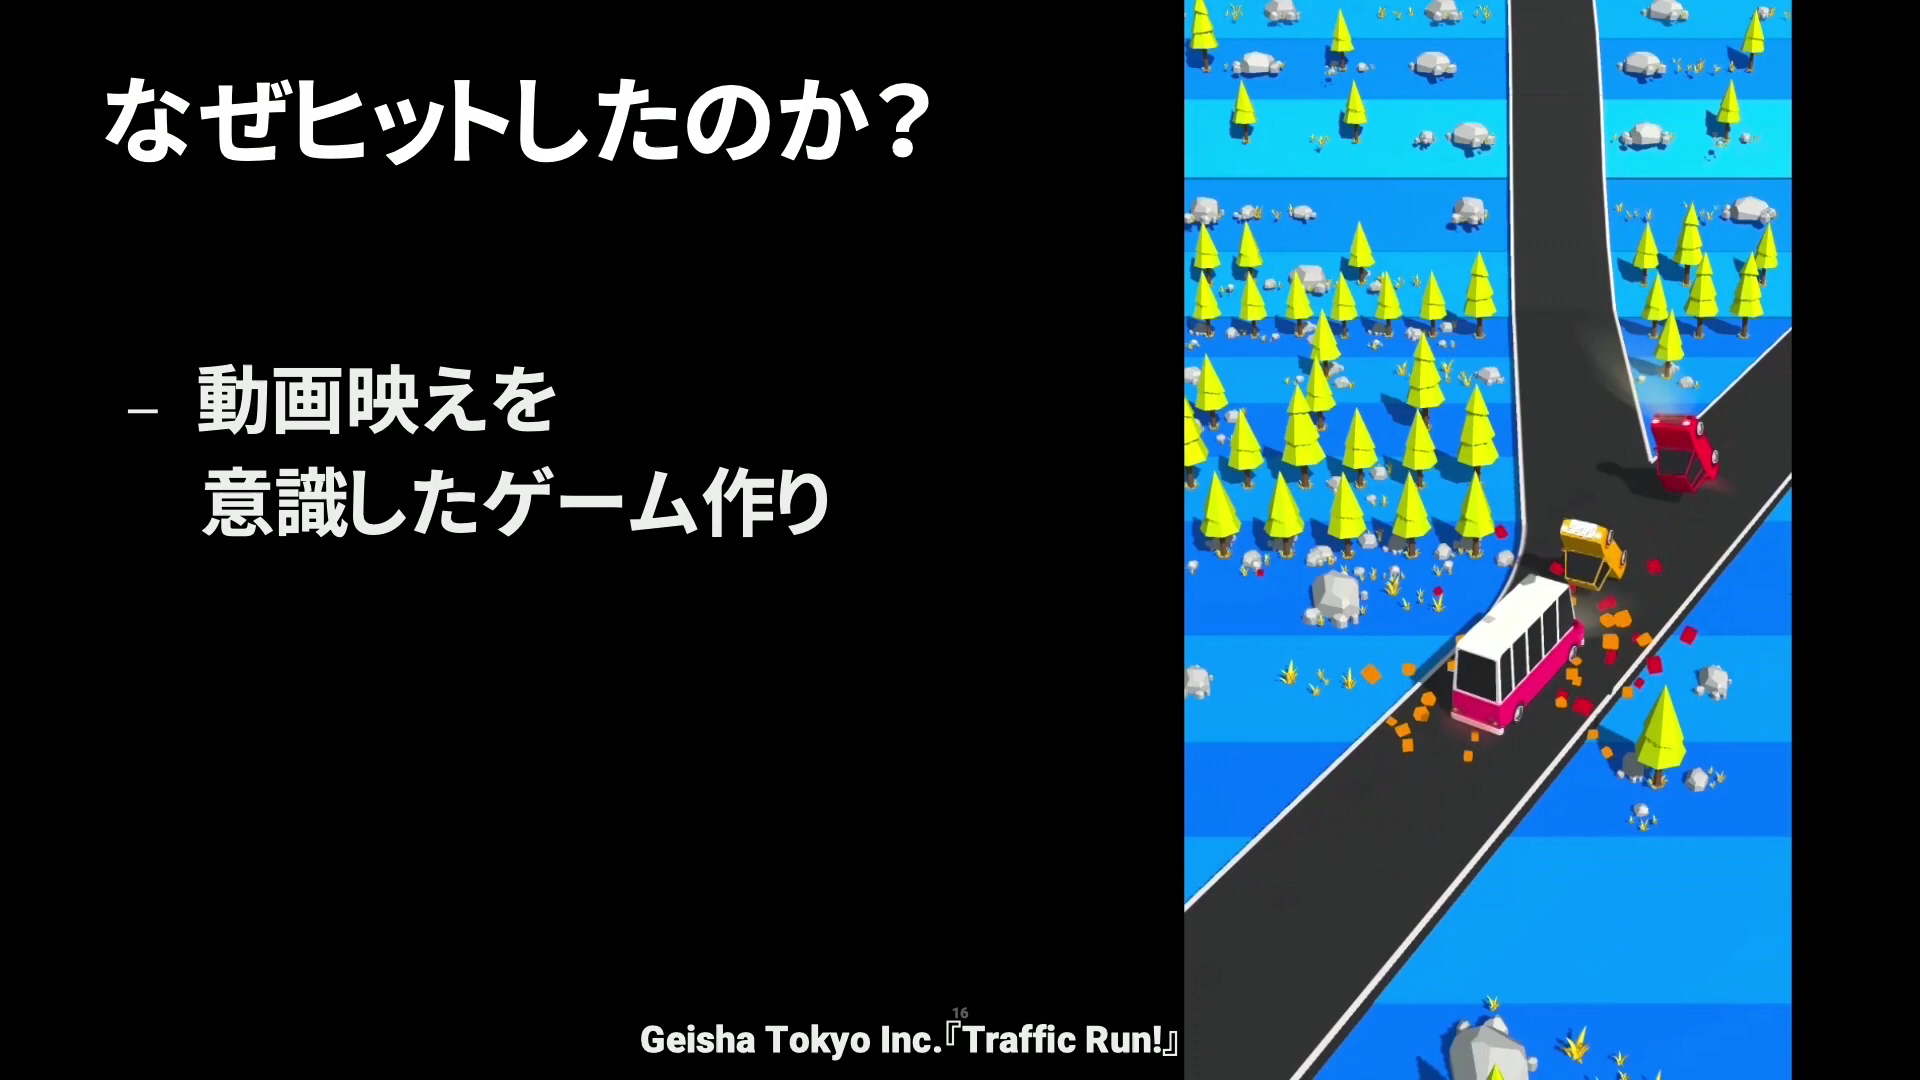 なぜヒットしたのか？
– 動画映えを
意識したゲーム作り
16
Geisha Tokyo Inc.『Traffic Run!』